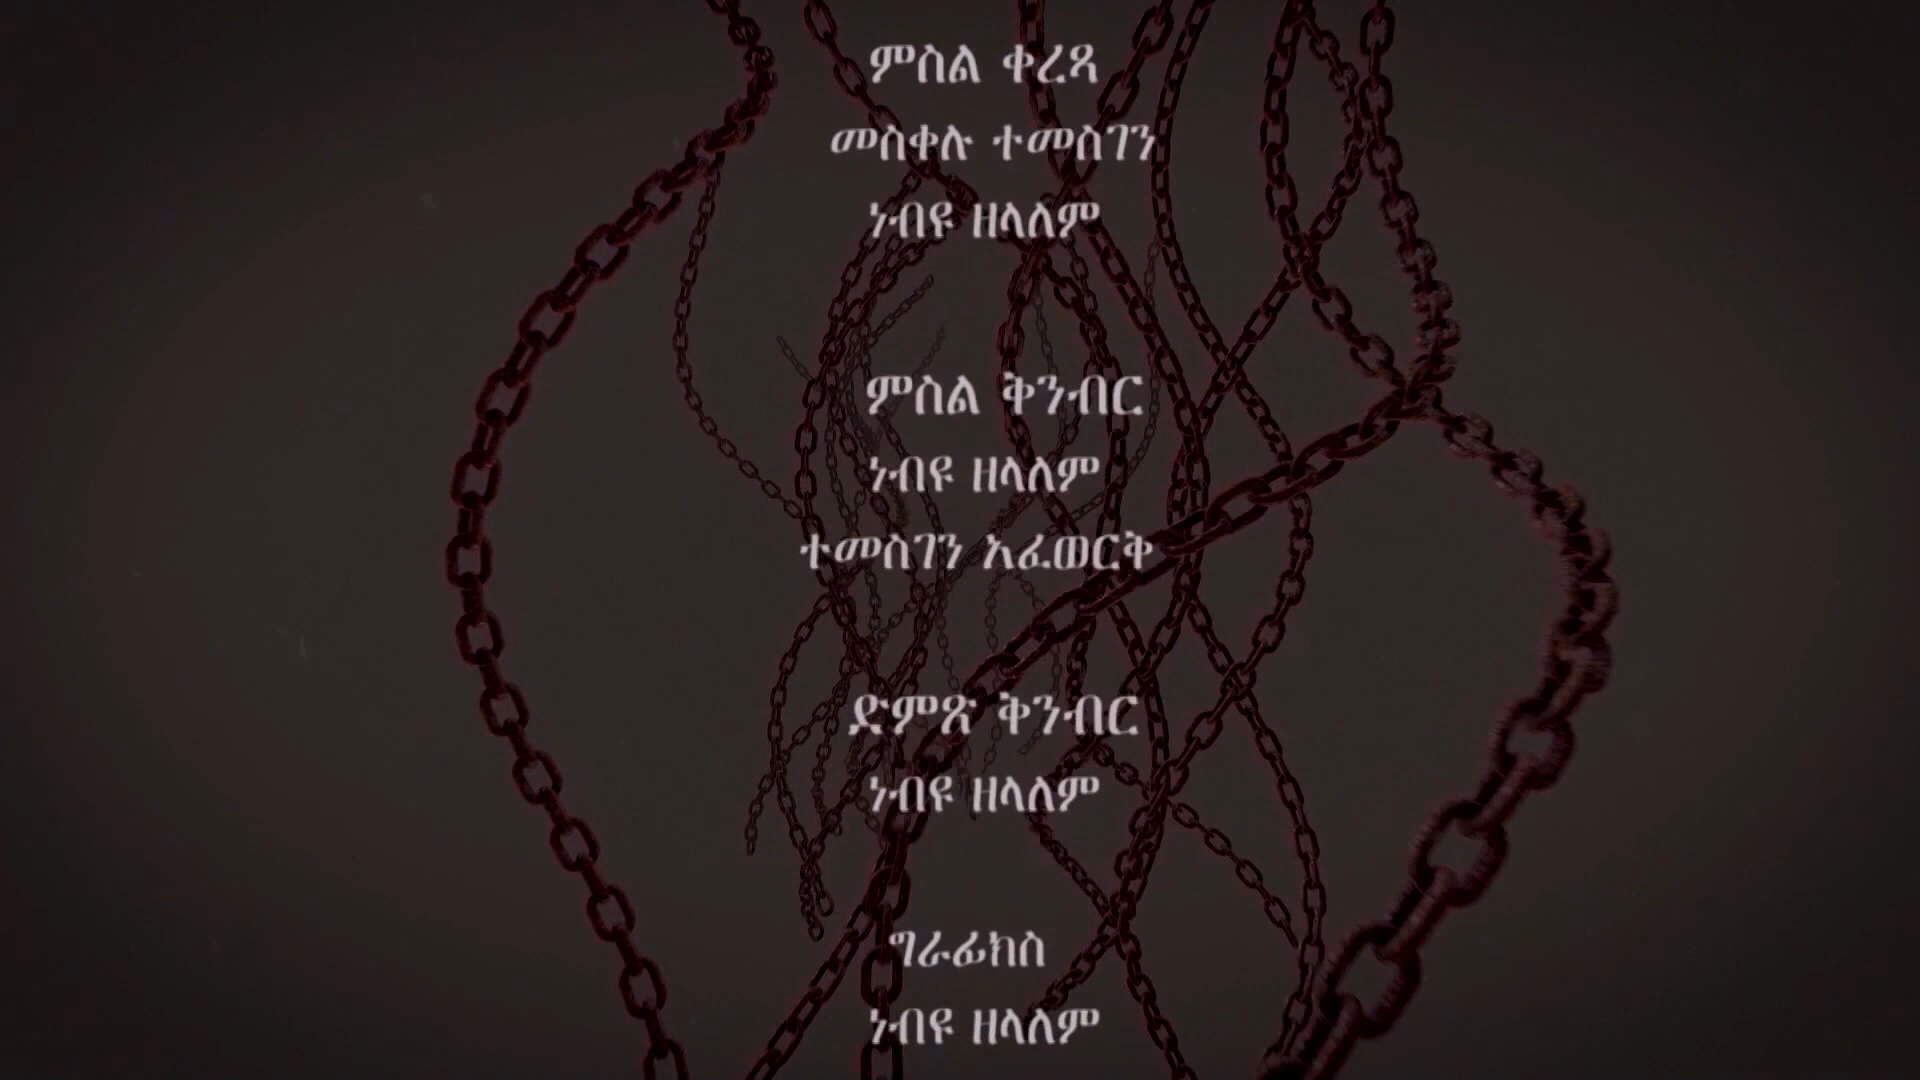 ምስል ቀረጻ
መስቀሉ ተመስገን
ነብዩ ዘላለም
ምስል ቅንብር
ነብዩ ዘላለም
ተመስገን አፈወርቅ
ድምጽ ቅንብር
ነብዩ ዘላለም
ግራፊክስ
ነብዩ ዘላለም